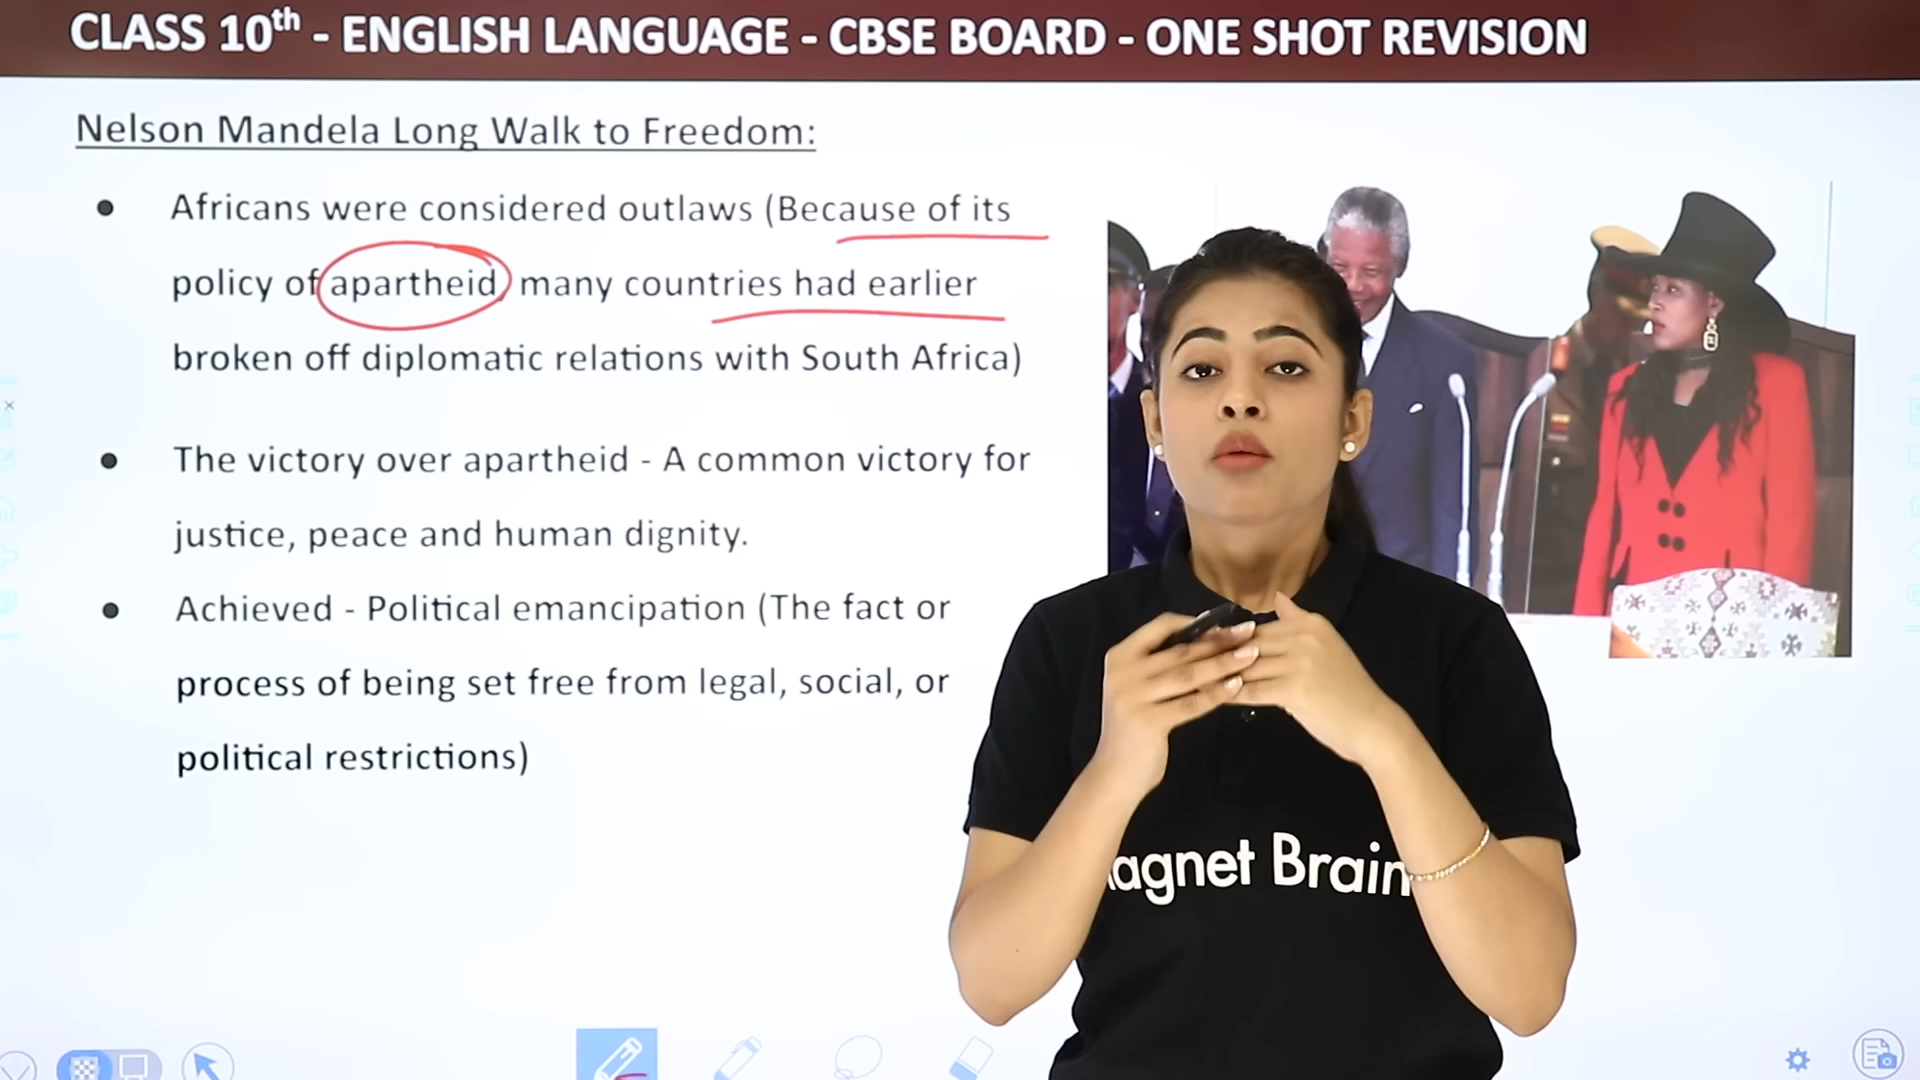 CLASS 10th - ENGLISH LANGUAGE - CBSE BOARD - ONE SHOT REVISION
Nelson Mandela Long Walk to Freedom:
● Africans were considered outlaws (Because of its
policy of apartheid, many countries had earlier
broken off diplomatic relations with South Africa)
● The victory over apartheid - A common victory for
justice, peace and human dignity.
● Achieved - Political emancipation (The fact or
process of being set free from legal, social, or
political restrictions)
agnet Brain